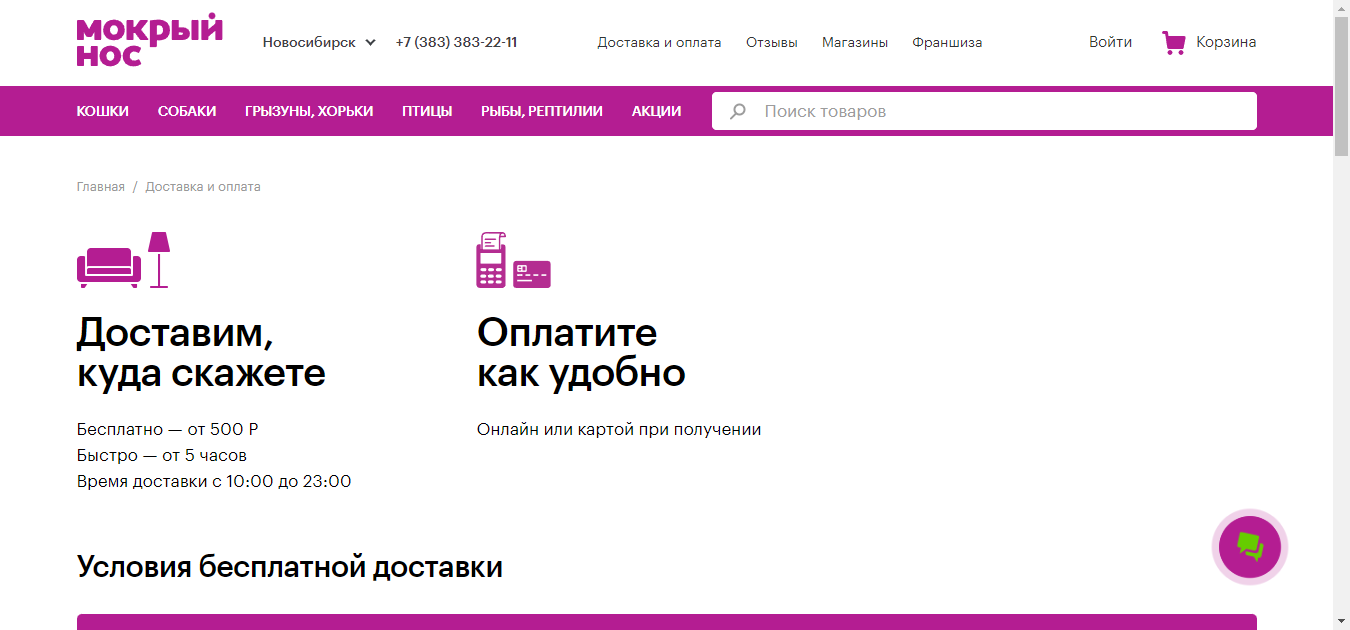 мокрый
нос
Новосибирск
+7 (383) 383-22-11
Доставка и оплата
Отзывы
Магазины
Франшиза
Войти
Корзина
КОШКИ
СОБАКИ
ГРЫЗУНЫ, ХОРЬКИ
ПТИЦЫ
РЫБЫ, РЕПТИЛИИ
АКЦИИ
Поиск товаров
Главная / Доставка и оплата
Доставим,
куда скажете
Бесплатно — от 500 Р
Быстро — от 5 часов
Время доставки с 10:00 до 23:00
Оплатите
как удобно
Онлайн или картой при получении
Условия бесплатной доставки